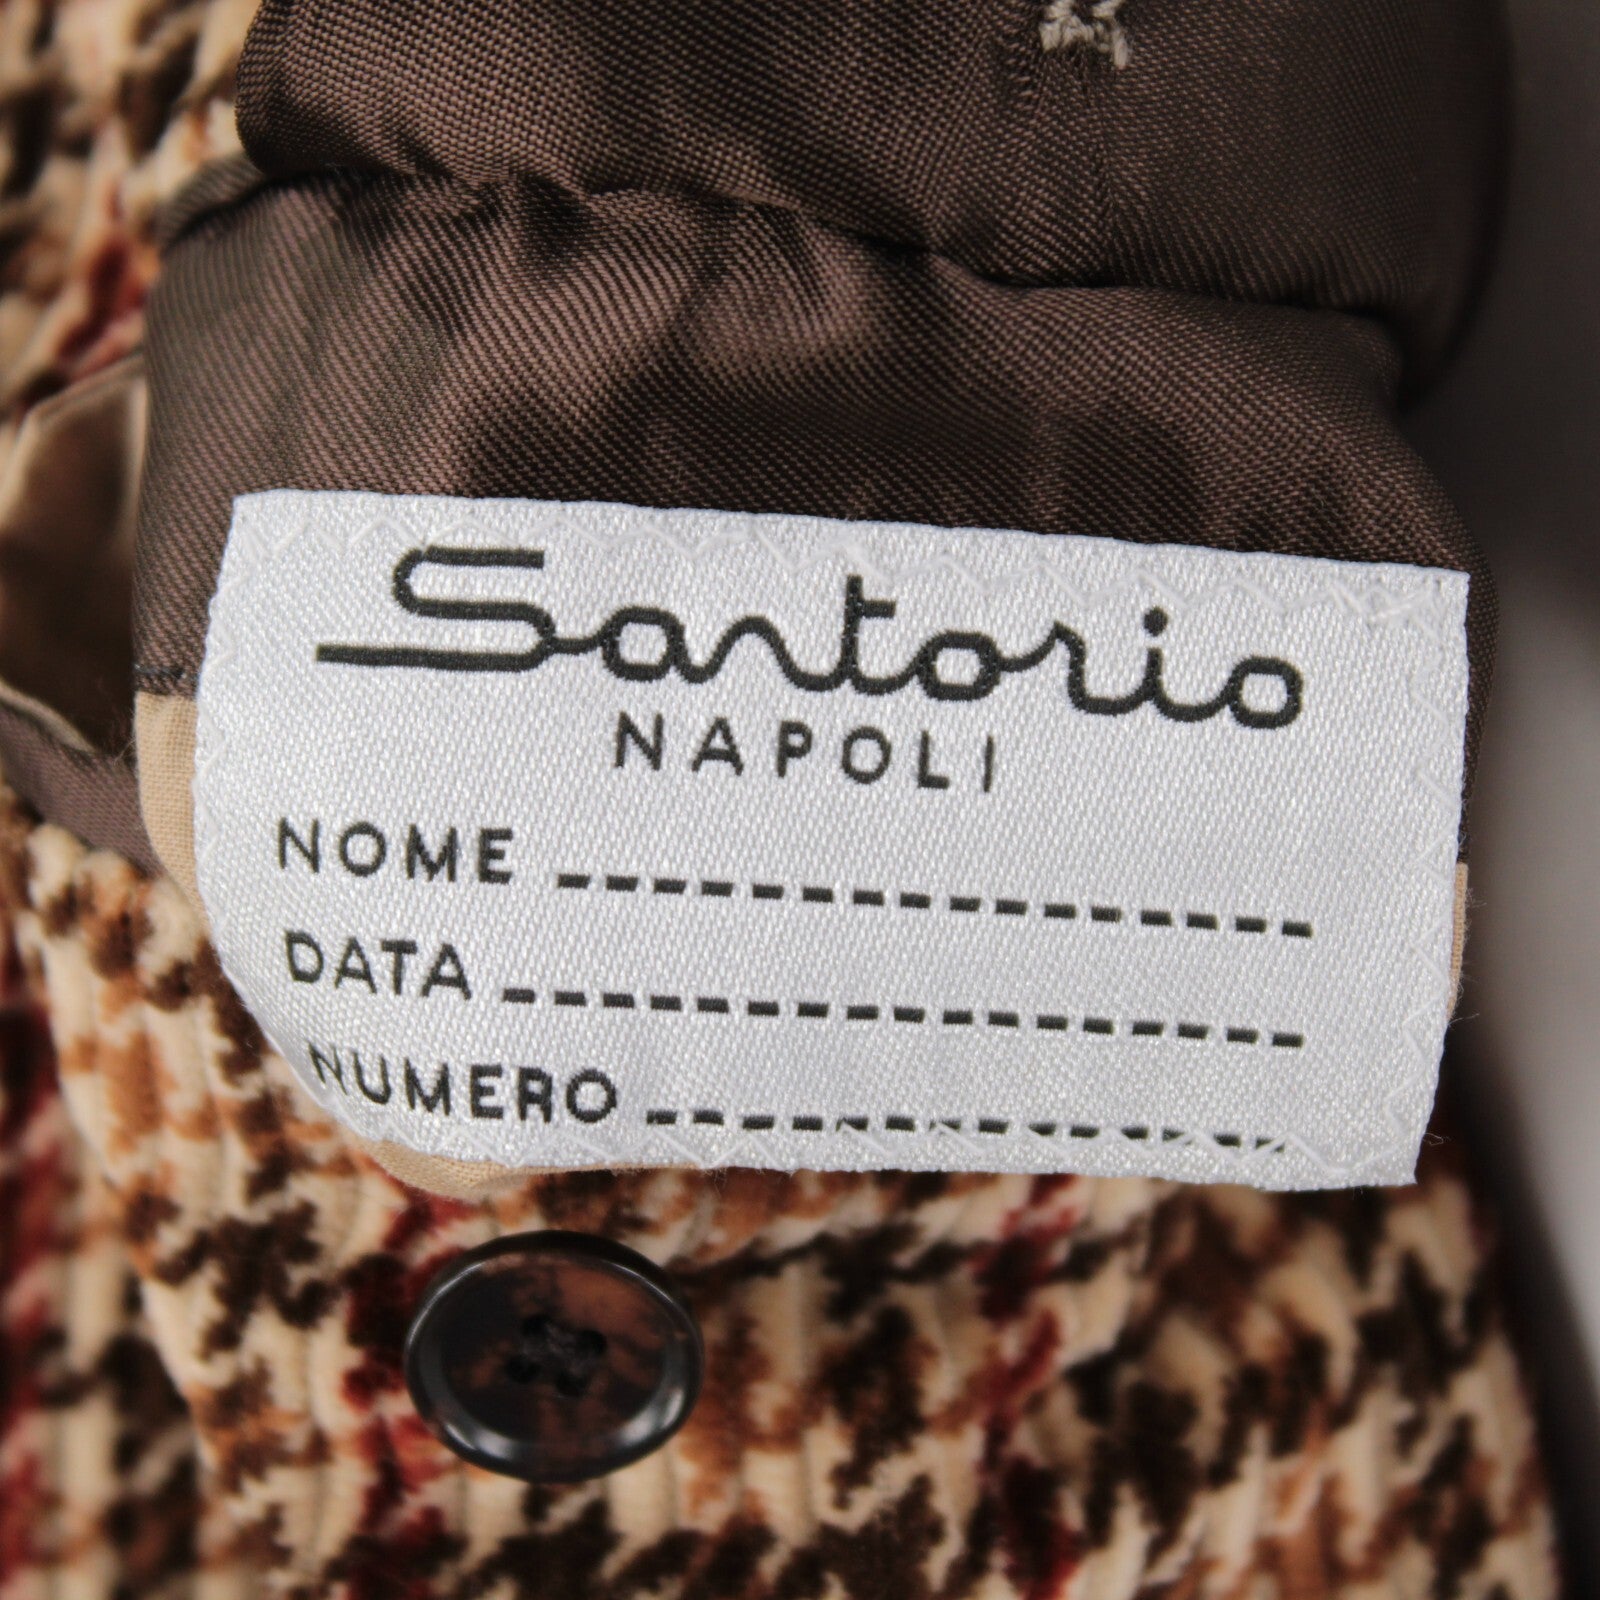 Sartorio
NAPOLI
NOME
DATA
NUMERO